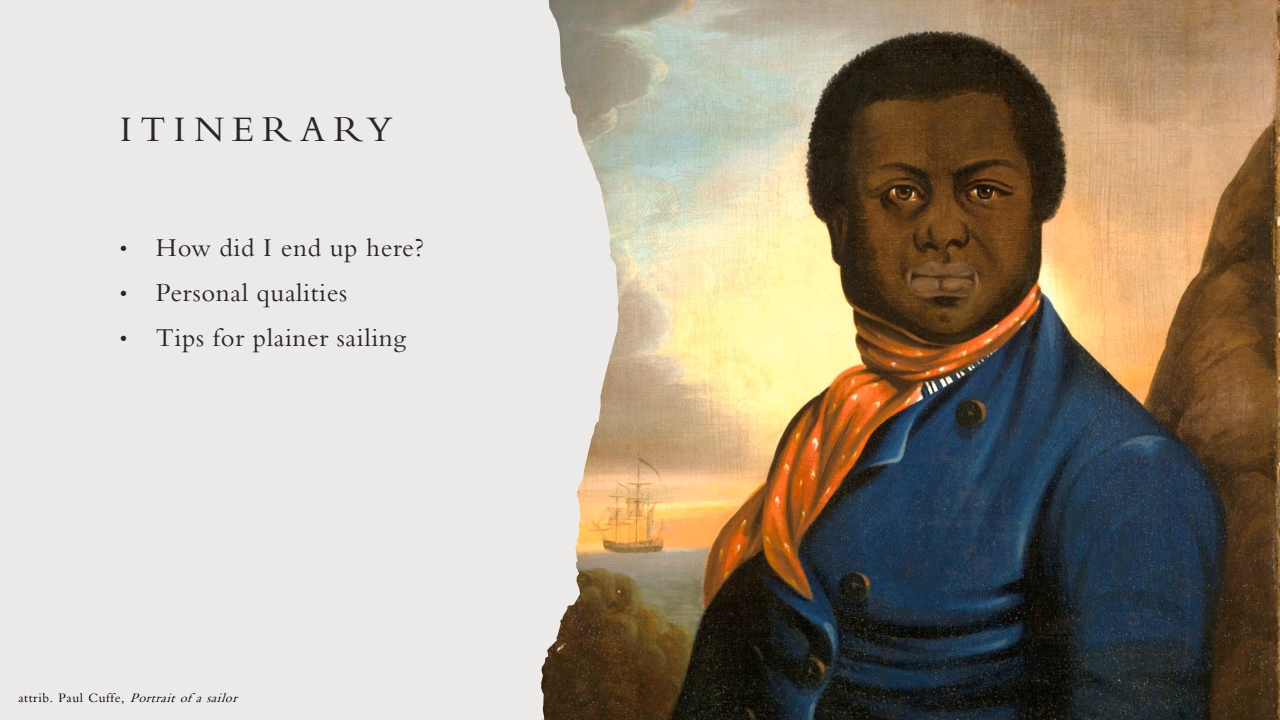 ITINERARY
• How did I end up here?
• Personal qualities
• Tips for plainer sailing
attrib. Paul Cuffe, Portrait of a sailor